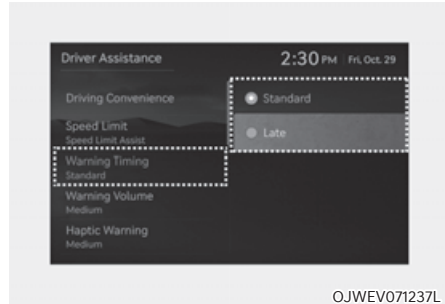 Driver Assistance
2:30 PM Fri, Oct. 29
Driving Convenience
Speed Limit
Speed Limit Assist
Warning Timing
Standard
Warning Volume
Medium
Haptic Warning
Medium
Standard
Late
OJWEV071237L